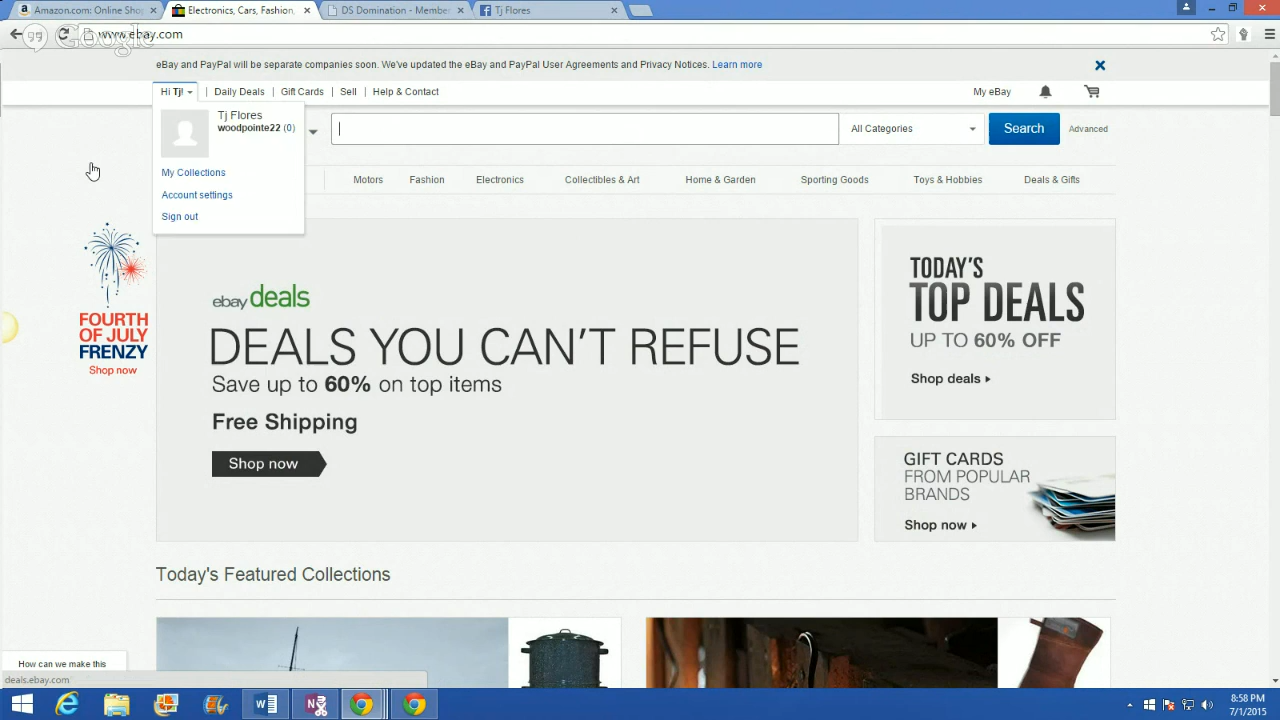 Amazon.com: Online Sho
Electronics, Cars, Fashion,
DS Domination - Member
Tj Flores
www.ebay.com
Google
eBay and PayPal will be separate companies soon. We've updated the eBay and PayPal User Agreements and Privacy Notices. Learn more
Hi Tj!
Daily Deals
Gift Cards
Sell
Help & Contact
My eBay
Tj Flores
woodpointe22 (0)
My Collections
Account settings
Sign out
All Categories
Search
Advanced
Motors
Fashion
Electronics
Collectibles & Art
Home & Garden
Sporting Goods
Toys & Hobbies
Deals & Gifts
FOURTH
OF JULY
FRENZY
Shop now
ebay deals
DEALS YOU CAN'T REFUSE
Save up to 60% on top items
Free Shipping
Shop now
TODAY'S
TOP DEALS
UP TO 60% OFF
Shop deals
GIFT CARDS
FROM POPULAR
BRANDS
Shop now
Today's Featured Collections
How can we make this
deals.ebay.com
8:58 PM
7/1/2015